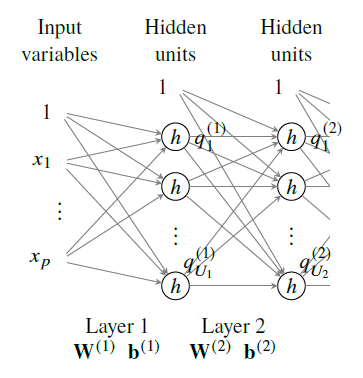 Input Hidden Hidden
variables units units
1 1
1
h q_1^{(1)} h q_1^{(2)}
x_1
h h
⋮ ⋮ ⋮
x_p
q_{U_1}^{(1)} q_{U_2}^{(2)}
h h
Layer 1 Layer 2
W^{(1)} b^{(1)} W^{(2)} b^{(2)}